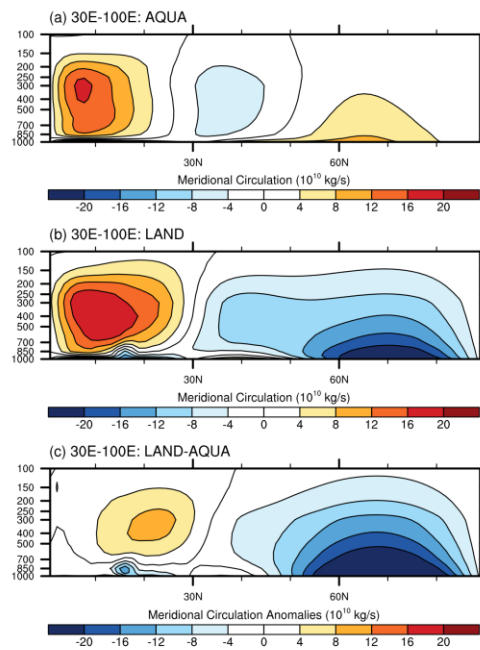 (a) 30E-100E: AQUA
100
150
200
250
300
400
500
700
850
1000
30N 60N
Meridional Circulation (10¹⁰ kg/s)
-20 -16 -12 -8 -4 0 4 8 12 16 20
(b) 30E-100E: LAND
100
150
200
250
300
400
500
700
850
1000
30N 60N
Meridional Circulation (10¹⁰ kg/s)
-20 -16 -12 -8 -4 0 4 8 12 16 20
(c) 30E-100E: LAND-AQUA
100
150
200
250
300
400
500
700
850
1000
30N 60N
Meridional Circulation Anomalies (10¹⁰ kg/s)
-20 -16 -12 -8 -4 0 4 8 12 16 20